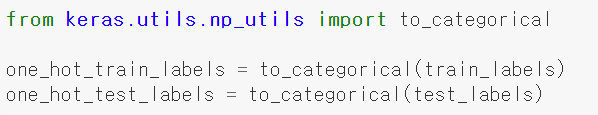 from keras.utils.np_utils import to_categorical
one_hot_train_labels = to_categorical(train_labels)
one_hot_test_labels = to_categorical(test_labels)